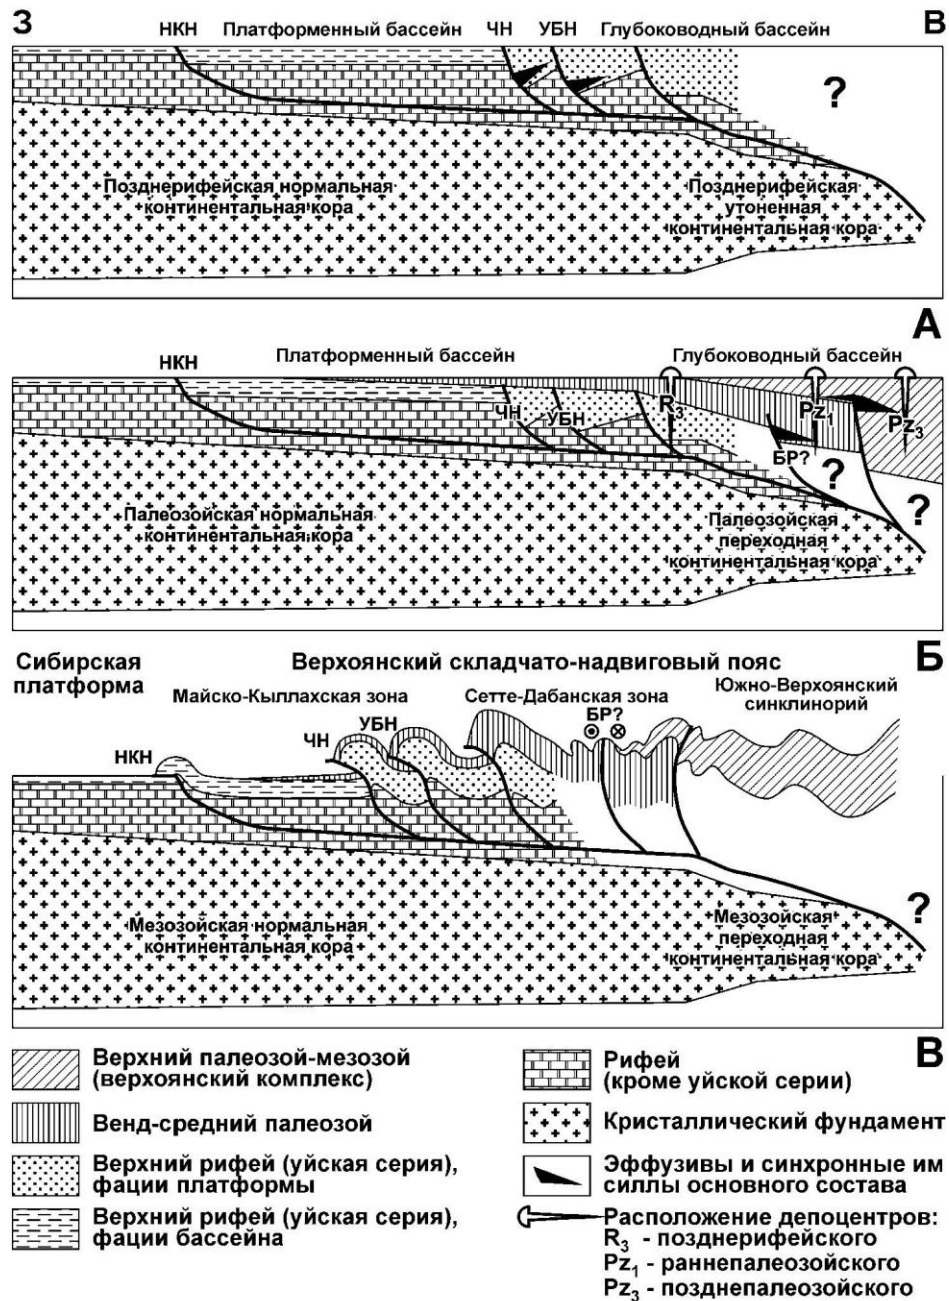 З
В
НКН Платформенный бассейн ЧН УБН Глубоководный бассейн
?
Позднерифейская нормальная
континентальная кора
Позднерифейская
утоненная
континентальная кора
А
НКН Платформенный бассейн Глубоководный бассейн
ЧН УБН R3 Pz1 Pz3
БР? ? ?
Палеозойская нормальная
континентальная кора
Палеозойская
переходная
континентальная кора
Б
Сибирская
платформа
Верхоянский складчато-надвиговый пояс
Майско-Кыллахская зона
Сетте-Дабанская зона
Южно-Верхоянский
синклинорий
НКН ЧН УБН БР?
?
Мезозойская нормальная
континентальная кора
Мезозойская
переходная
континентальная кора
В
Верхний палеозой-мезозой
(верхоянский комплекс)
Венд-средний палеозой
Верхний рифей (уйская серия),
фации платформы
Верхний рифей (уйская серия),
фации бассейна
Рифей
(кроме уйской серии)
Кристаллический фундамент
Эффузивы и синхронные им
силлы основного состава
Расположение депоцентров:
R3 - позднерифейского
Pz1 - раннепалеозойского
Pz3 - позднепалеозойского